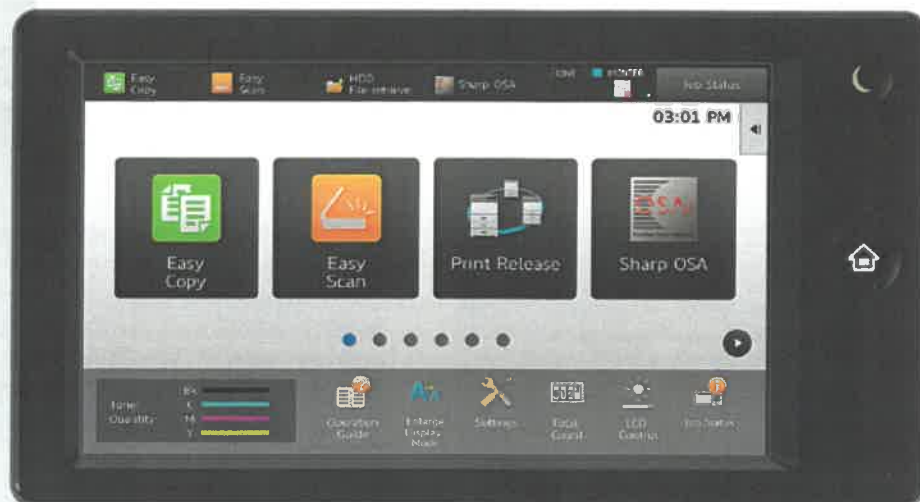 Easy
Copy
Easy
Scan
HDD
File retrieve
Sharp OSA
Job Status
03:01 PM
Easy
Copy
Easy
Scan
Print Release
OSA
Sharp OSA
Toner
Quantity
Bk
C
M
Y
Operation
Guide
Enlarge
Display
Mode
Settings
Total
Count
LCD
Control
Job Status